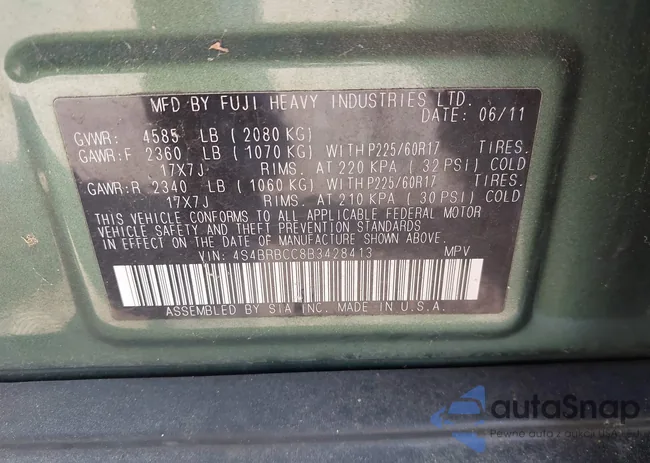 MFD BY FUJI HEAVY INDUSTRIES LTD.
DATE: 06/11
GVWR: 4585 LB (2080 KG)
GAWR:F 2360 LB (1070 KG) WITH P225/60R17 TIRES.
17X7J RIMS. AT 220 KPA (32 PSI) COLD
GAWR:R 2340 LB (1060 KG) WITH P225/60R17 TIRES.
17X7J RIMS. AT 210 KPA (30 PSI) COLD
THIS VEHICLE CONFORMS TO ALL APPLICABLE FEDERAL MOTOR
VEHICLE SAFETY AND THEFT PREVENTION STANDARDS
IN EFFECT ON THE DATE OF MANUFACTURE SHOWN ABOVE.
VIN: 4S4BRBCC8B3428413 MPV
ASSEMBLED BY SIA INC. MADE IN U.S.A.
autoSnap
Pewne auto z aukcji